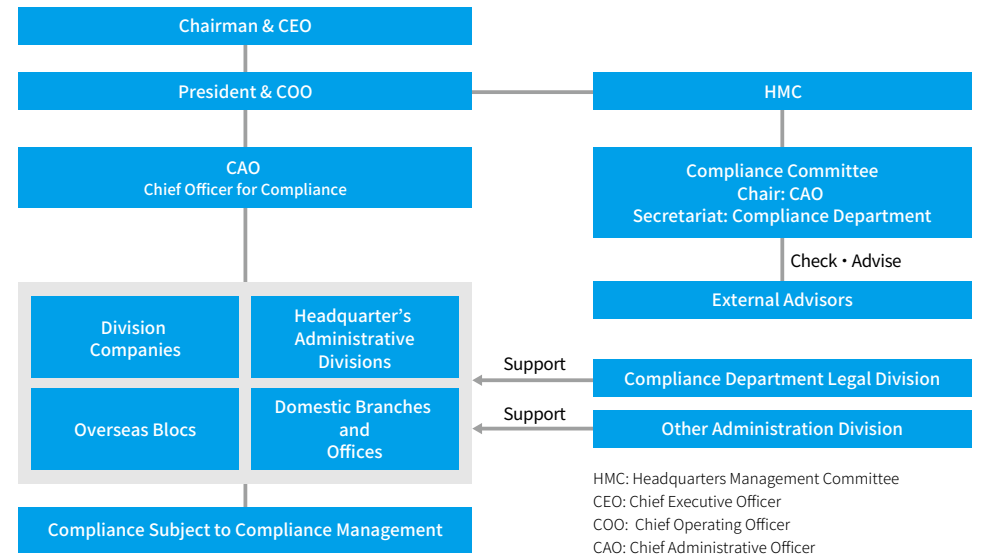 Chairman & CEO
President & COO
HMC
CAO
Chief Officer for Compliance
Compliance Committee
Chair: CAO
Secretariat: Compliance Department
Check・Advise
External Advisors
Division
Companies
Headquarter’s
Administrative
Divisions
Overseas Blocs
Domestic Branches
and
Offices
Support
Compliance Department Legal Division
Support
Other Administration Division
Compliance Subject to Compliance Management
HMC: Headquarters Management Committee
CEO: Chief Executive Officer
COO: Chief Operating Officer
CAO: Chief Administrative Officer